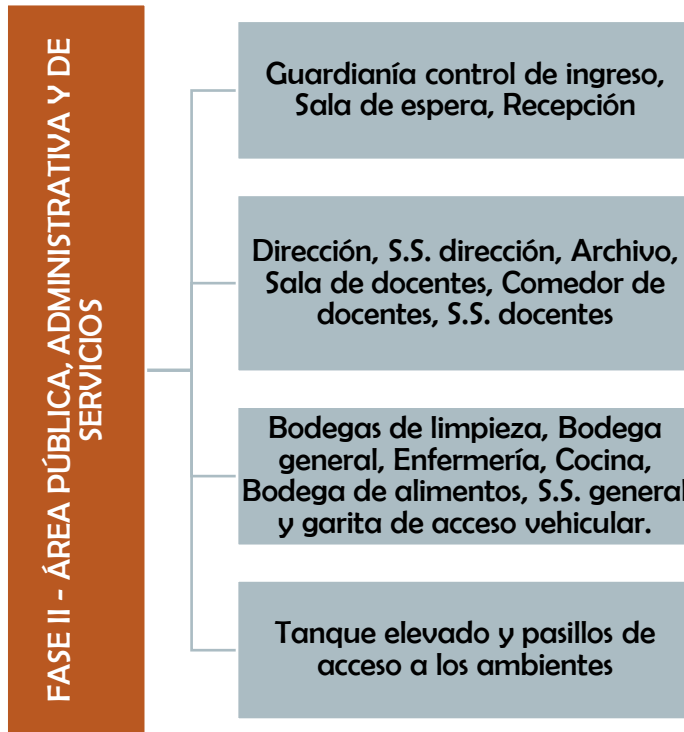 FASE II - ÁREA PÚBLICA, ADMINISTRATIVA Y DE
SERVICIOS
Guardianía control de ingreso,
Sala de espera, Recepción
Dirección, S.S. dirección, Archivo,
Sala de docentes, Comedor de
docentes, S.S. docentes
Bodegas de limpieza, Bodega
general, Enfermería, Cocina,
Bodega de alimentos, S.S. general
y garita de acceso vehicular.
Tanque elevado y pasillos de
acceso a los ambientes